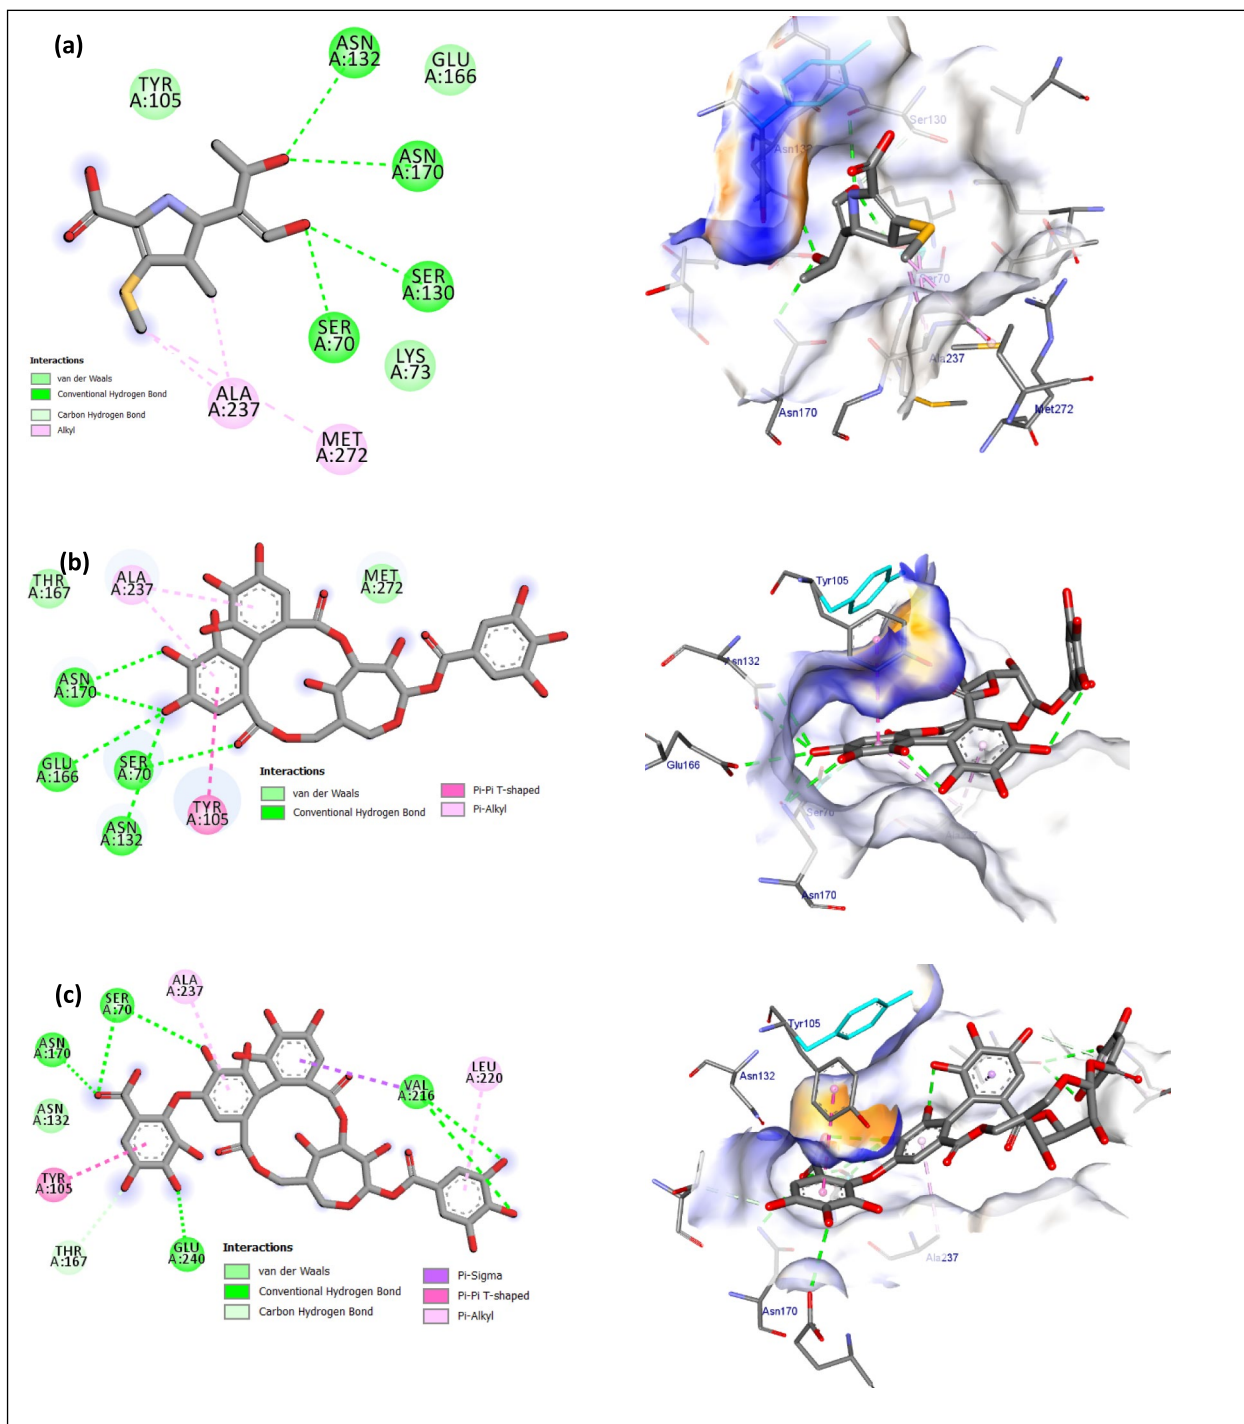 (a)
ASN
A:132
GLU
A:166
TYR
A:105
ASN
A:170
SER
A:130
SER
A:70
LYS
A:73
ALA
A:237
MET
A:272
Interactions
van der Waals
Conventional Hydrogen Bond
Carbon Hydrogen Bond
Alkyl
Ser130
Asn132
Ser70
Ala237
Asn170
Met272
(b)
THR
A:167
ALA
A:237
MET
A:272
ASN
A:170
GLU
A:166
SER
A:70
TYR
A:105
ASN
A:132
Interactions
van der Waals
Conventional Hydrogen Bond
Pi-Pi T-shaped
Pi-Alkyl
Tyr105
Asn132
Glu166
Ser70
Asn170
(c)
SER
A:70
ALA
A:237
ASN
A:170
ASN
A:132
TYR
A:105
THR
A:167
GLU
A:240
VAL
A:216
LEU
A:220
Interactions
van der Waals
Conventional Hydrogen Bond
Carbon Hydrogen Bond
Pi-Sigma
Pi-Pi T-shaped
Pi-Alkyl
Tyr105
Asn132
Ala237
Asn170